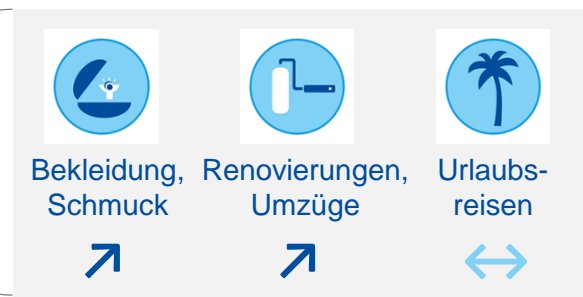 Bekleidung,
Schmuck
Renovierungen,
Umzüge
Urlaubs-
reisen